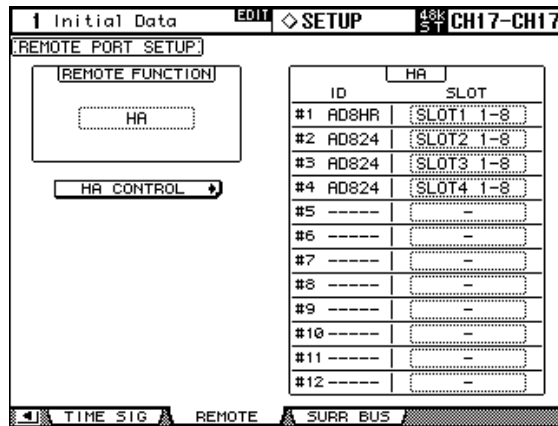 1 Initial Data EDIT ◇SETUP 48k ST CH17-CH17
REMOTE PORT SETUP
REMOTE FUNCTION
HA
HA CONTROL
HA
ID SLOT
#1 AD8HR SLOT1 1-8
#2 AD824 SLOT2 1-8
#3 AD824 SLOT3 1-8
#4 AD824 SLOT4 1-8
#5 ----- -
#6 ----- -
#7 ----- -
#8 ----- -
#9 ----- -
#10 ----- -
#11 ----- -
#12 ----- -
TIME SIG REMOTE SURR BUS